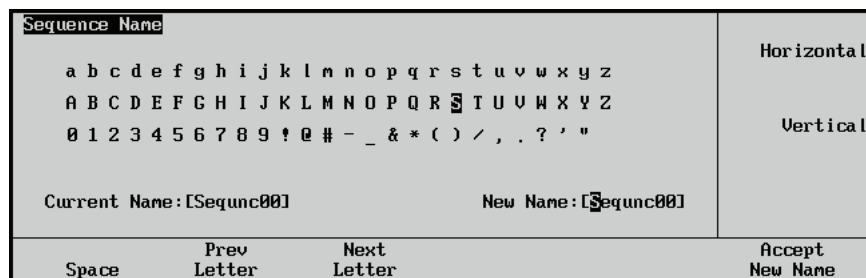 Sequence Name
Horizontal
a b c d e f g h i j k l m n o p q r s t u v w x y z
A B C D E F G H I J K L M N O P Q R S T U V W X Y Z
0 1 2 3 4 5 6 7 8 9 ! @ # - _ & * ( ) / , . ? ' "
Vertical
Current Name:[Sequnc00] New Name:[Sequnc00]
Space
Prev
Letter
Next
Letter
Accept
New Name